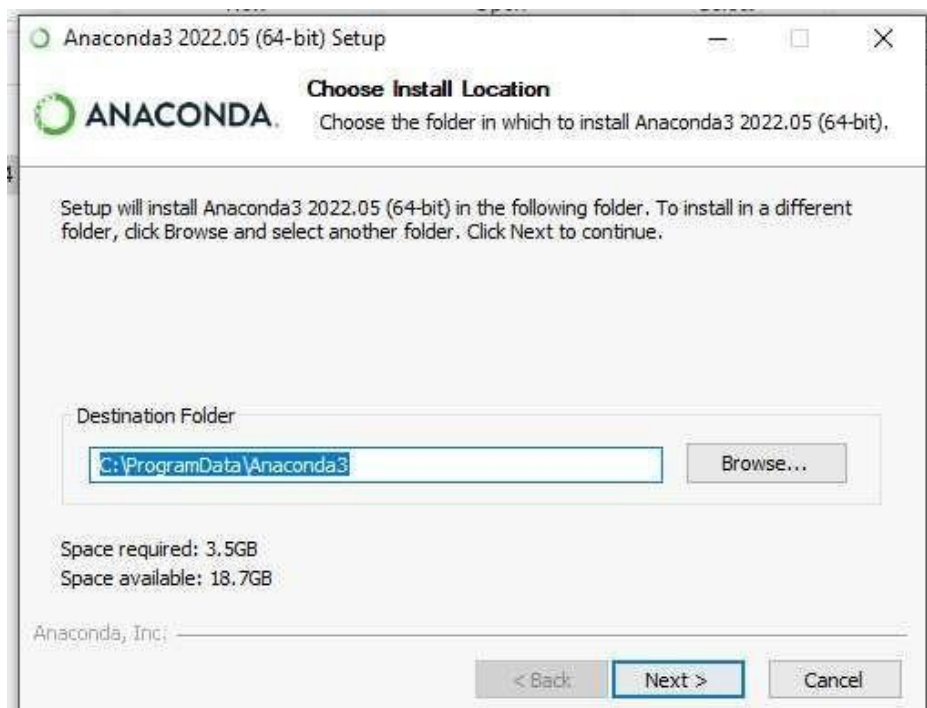 Anaconda3 2022.05 (64-bit) Setup
ANACONDA.
Choose Install Location
Choose the folder in which to install Anaconda3 2022.05 (64-bit).
4
Setup will install Anaconda3 2022.05 (64-bit) in the following folder. To install in a different
folder, click Browse and select another folder. Click Next to continue.
Destination Folder
C:\ProgramData\Anaconda3
Browse...
Space required: 3.5GB
Space available: 18.7GB
Anaconda, Inc.
< Back
Next >
Cancel